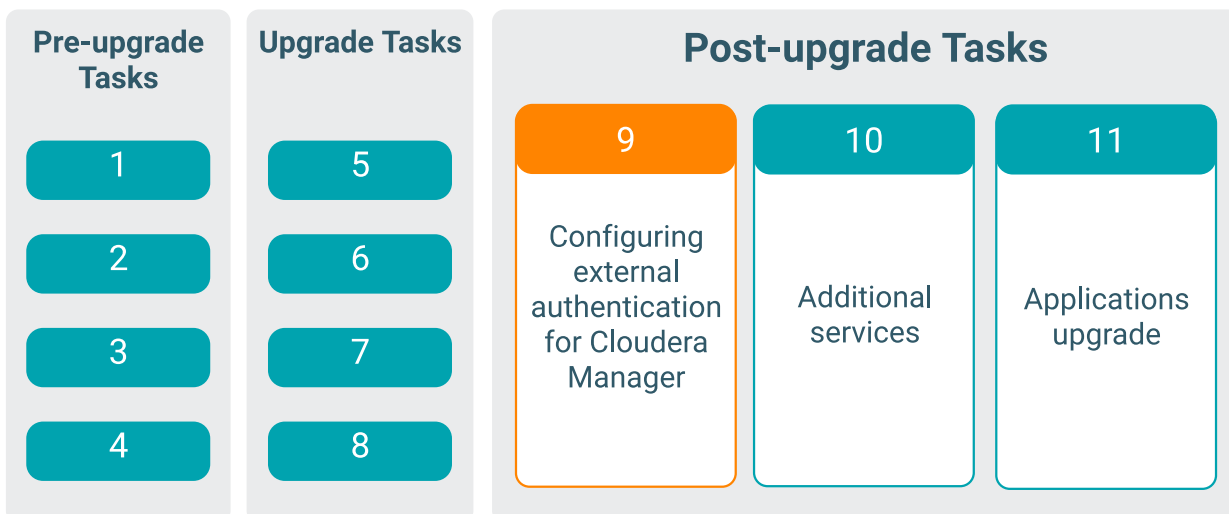 Pre-upgrade
Tasks
1
2
3
4
Upgrade Tasks
5
6
7
8
Post-upgrade Tasks
9
Configuring
external
authentication
for Cloudera
Manager
10
Additional
services
11
Applications
upgrade